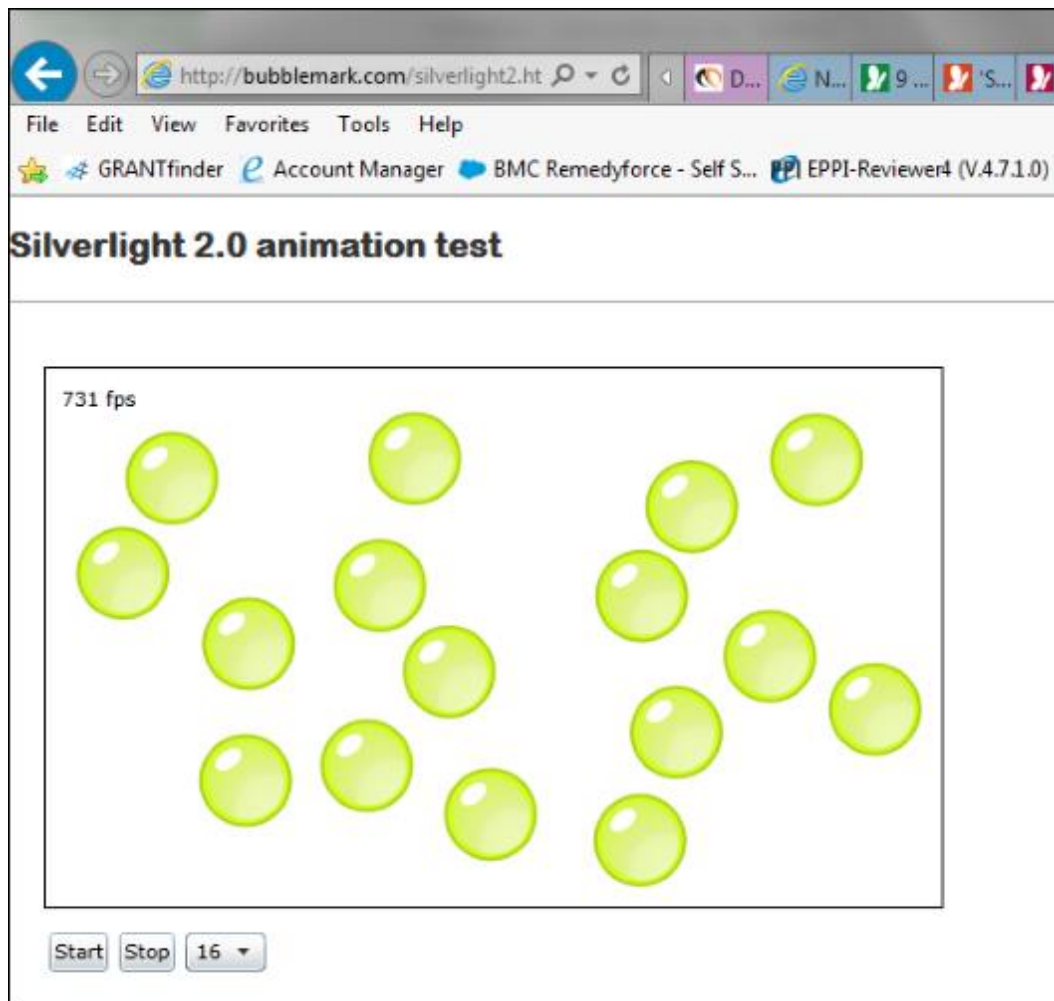 http://bubblemark.com/silverlight2.ht D... N... 9 ... 'S...
File Edit View Favorites Tools Help
GRANTfinder Account Manager BMC Remedyforce - Self S... EPPI-Reviewer4 (V.4.7.1.0)
Silverlight 2.0 animation test
731 fps
Start Stop 16